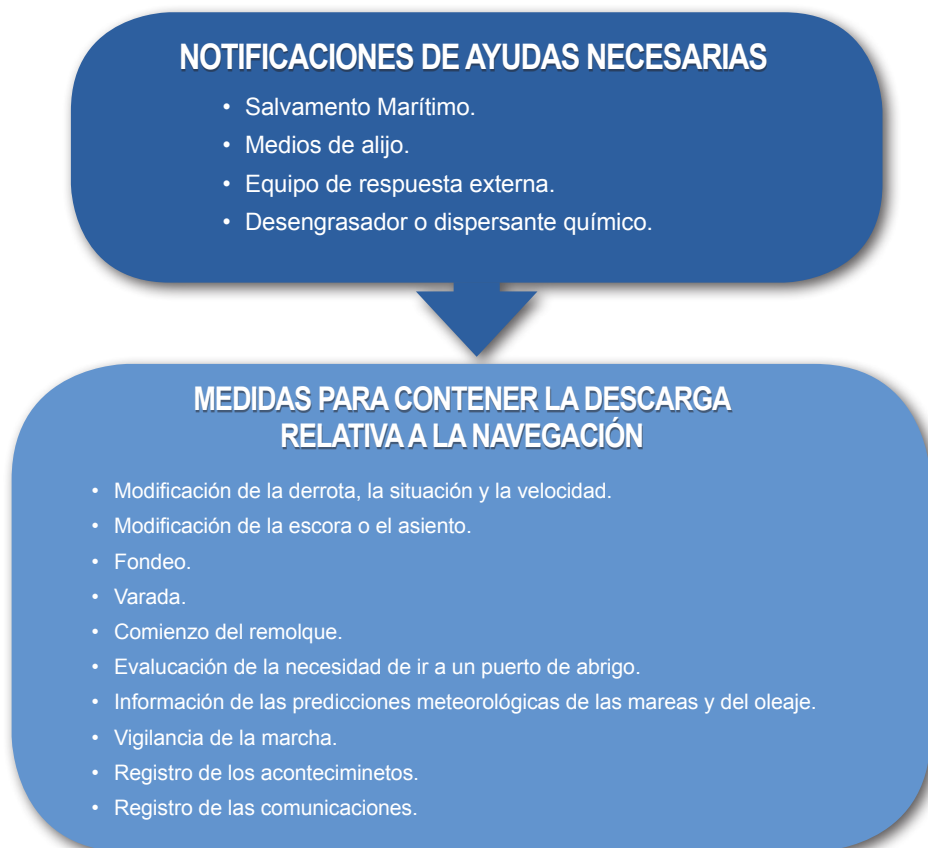 NOTIFICACIONES DE AYUDAS NECESARIAS
• Salvamento Marítimo.
• Medios de alijo.
• Equipo de respuesta externa.
• Desengrasador o dispersante químico.
MEDIDAS PARA CONTENER LA DESCARGA
RELATIVA A LA NAVEGACIÓN
• Modificación de la derrota, la situación y la velocidad.
• Modificación de la escora o el asiento.
• Fondeo.
• Varada.
• Comienzo del remolque.
• Evalucación de la necesidad de ir a un puerto de abrigo.
• Información de las predicciones meteorológicas de las mareas y del oleaje.
• Vigilancia de la marcha.
• Registro de los aconteciminetos.
• Registro de las comunicaciones.